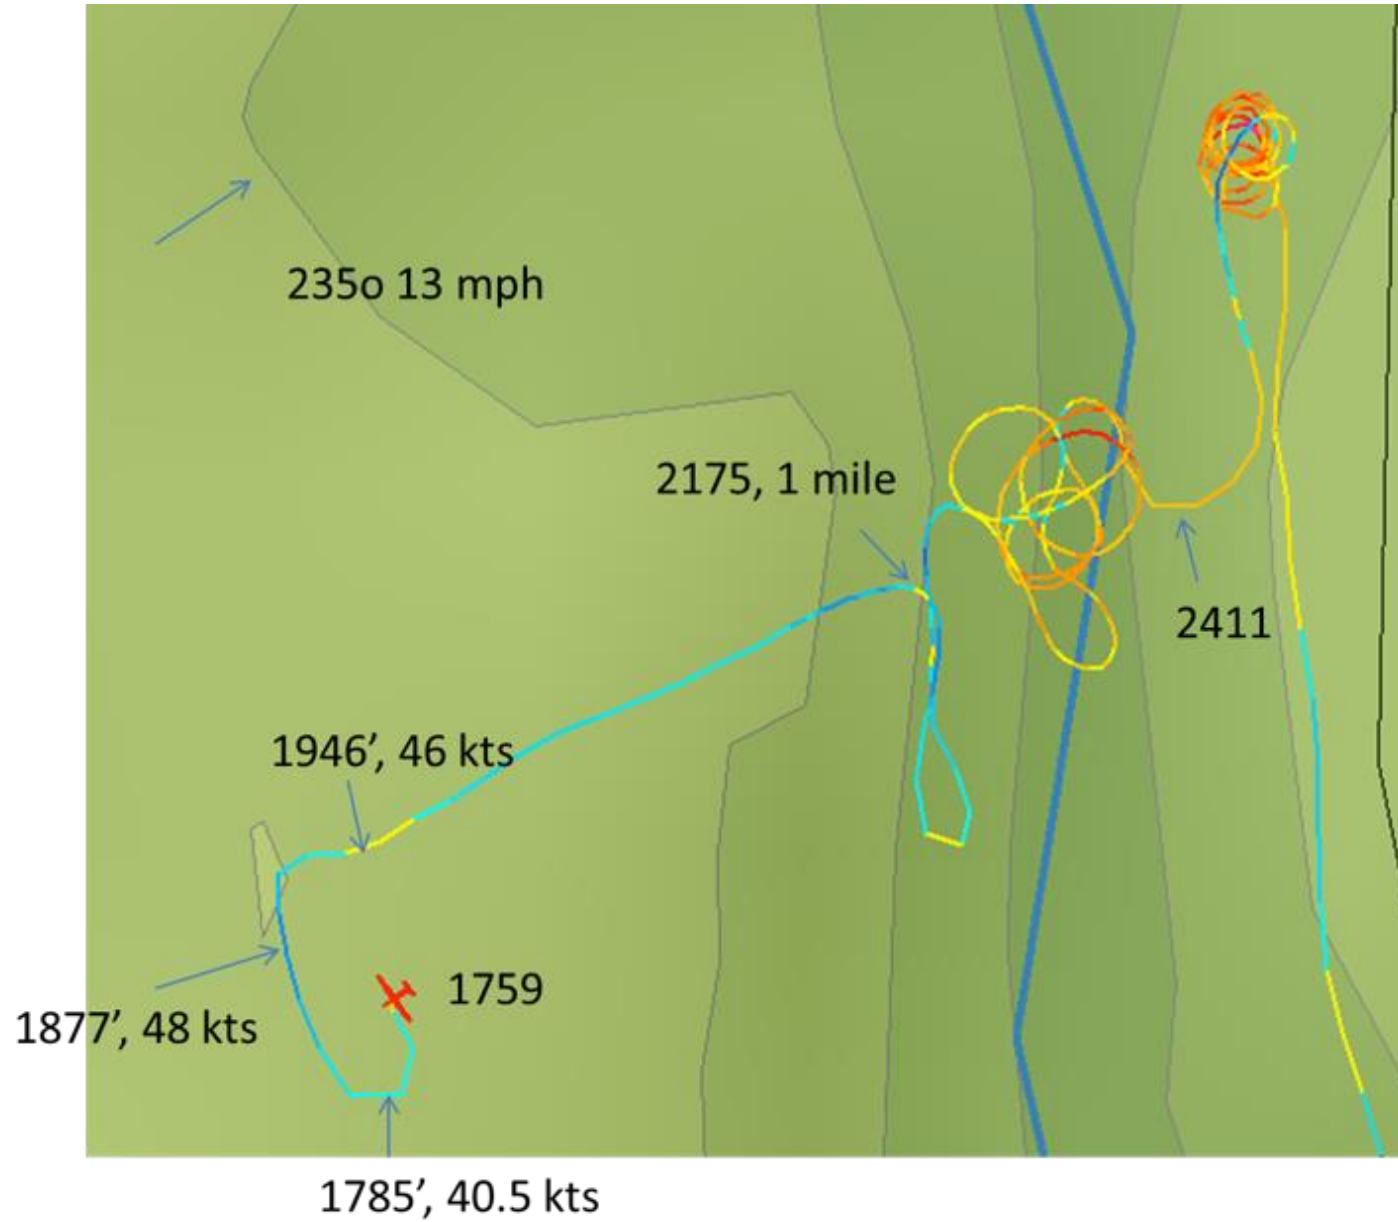 235o 13 mph
2175, 1 mile
2411
1946’, 46 kts
1759
1877’, 48 kts
1785’, 40.5 kts